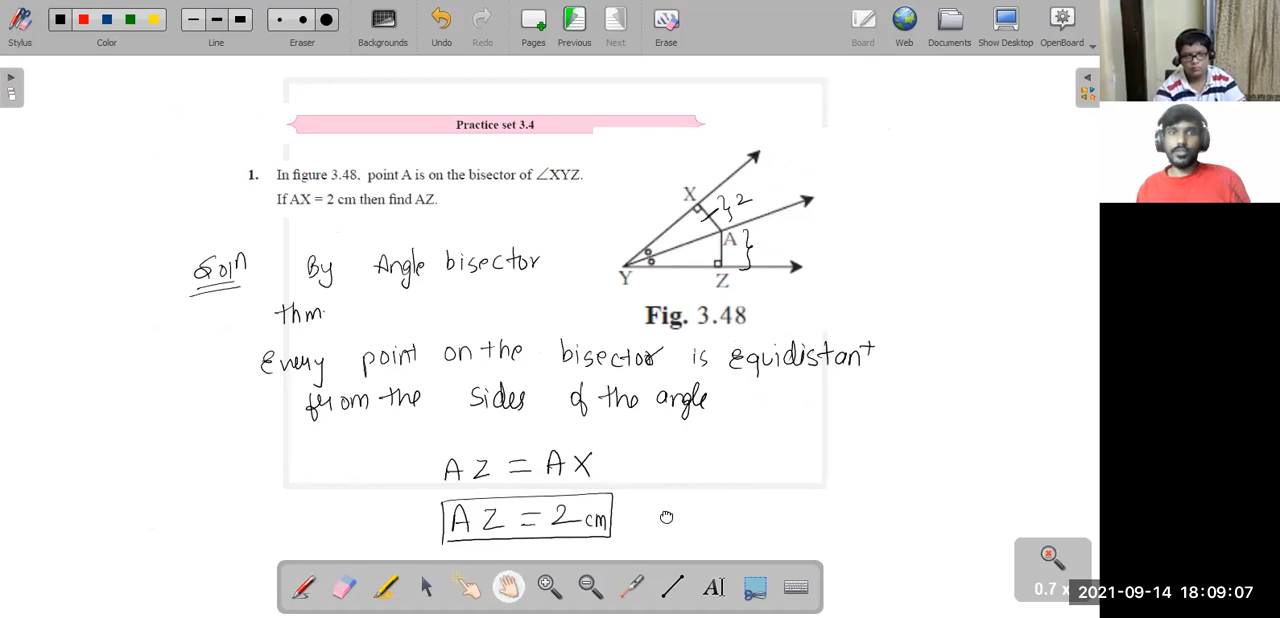 Stylus
Color
Line
Eraser
Backgrounds
Undo
Redo
Pages
Previous
Next
Erase
Board
Web
Documents
Show Desktop
OpenBoard
Practice set 3.4
1. In figure 3.48, point A is on the bisector of ∠XYZ.
If AX = 2 cm then find AZ.
X
2
A
Y
Z
Fig. 3.48
Soln By Angle bisector
thm.
Every point on the bisector is equidistant
from the sides of the angle
AZ = AX
AZ = 2cm
AI
0.7 x
2021-09-14 18:09:07